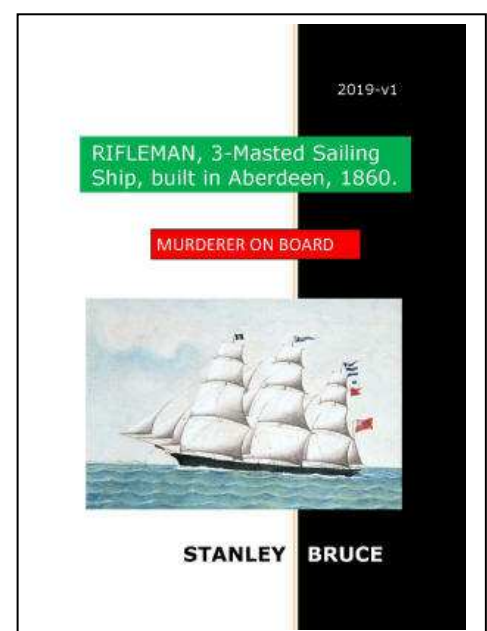 2019-v1
RIFLEMAN, 3-Masted Sailing
Ship, built in Aberdeen, 1860.
MURDERER ON BOARD
STANLEY BRUCE